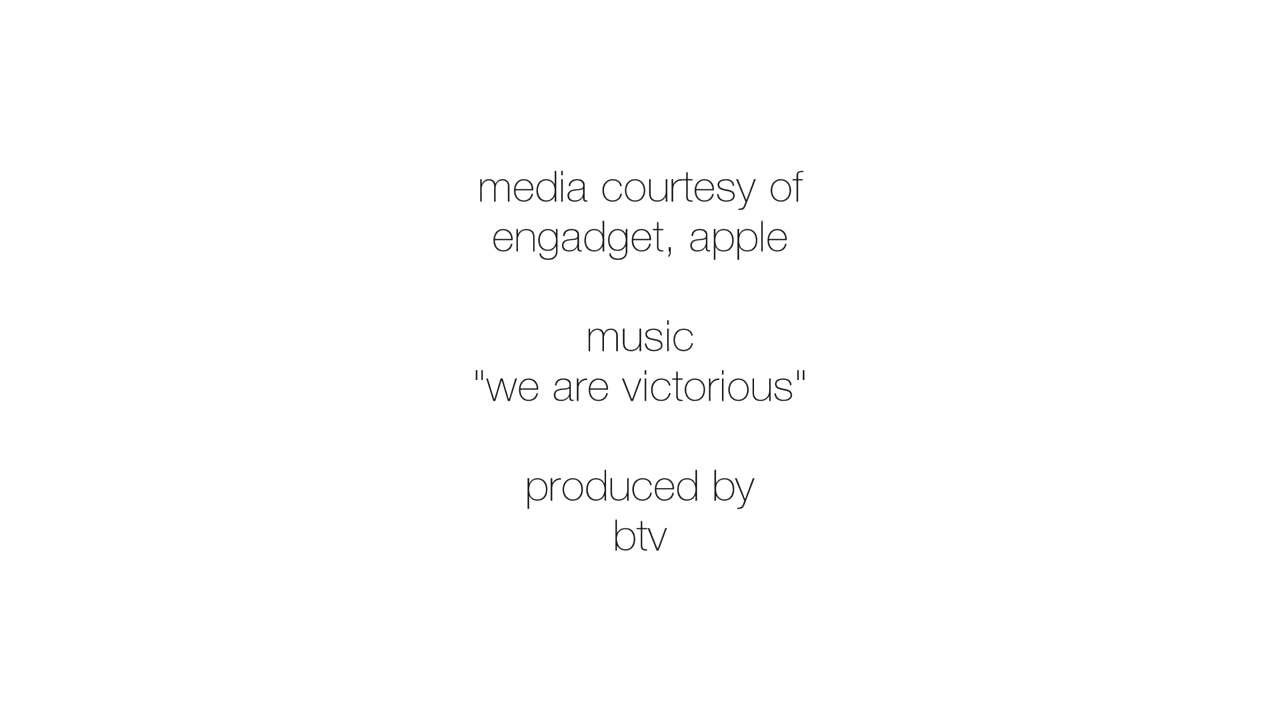 media courtesy of
engadget, apple
music
"we are victorious"
produced by
btv